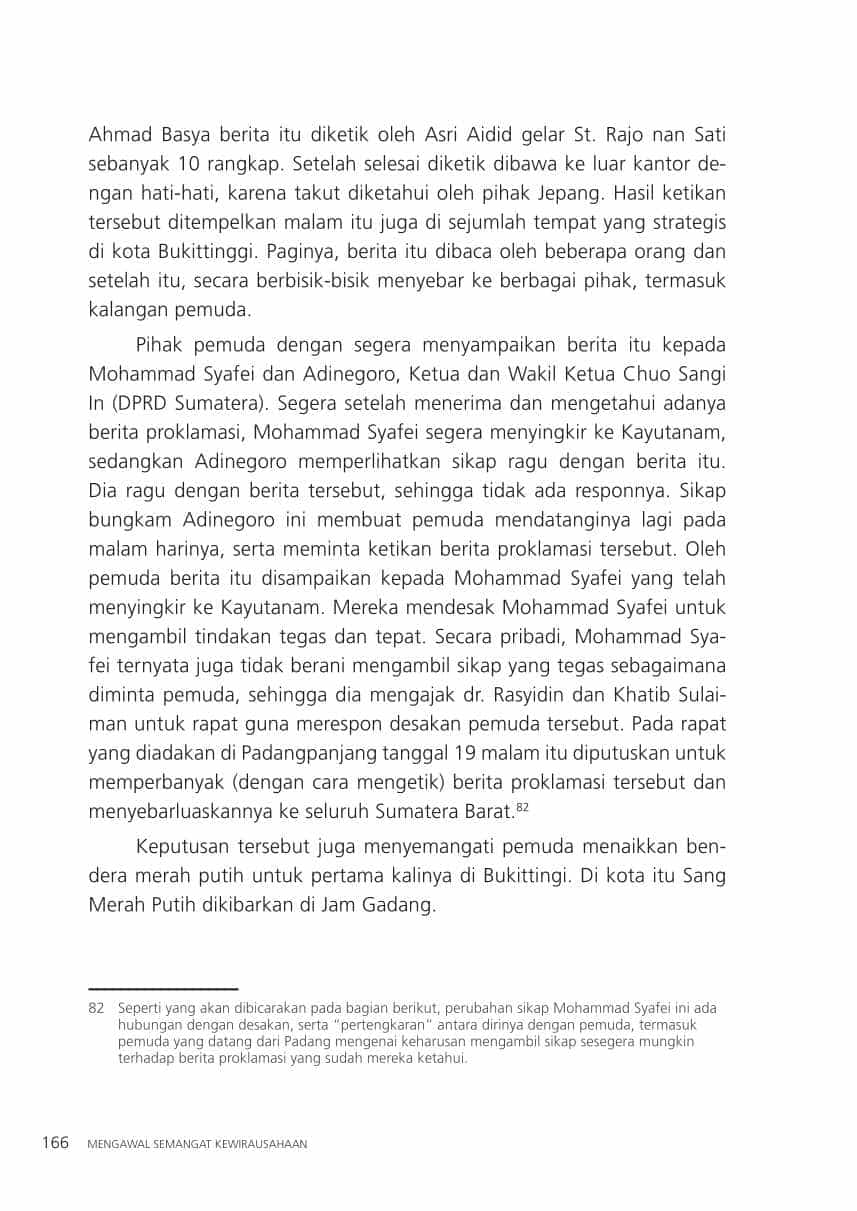 Ahmad Basya berita itu diketik oleh Asri Aidid gelar St. Rajo nan Sati
sebanyak 10 rangkap. Setelah selesai diketik dibawa ke luar kantor de-
ngan hati-hati, karena takut diketahui oleh pihak Jepang. Hasil ketikan
tersebut ditempelkan malam itu juga di sejumlah tempat yang strategis
di kota Bukittinggi. Paginya, berita itu dibaca oleh beberapa orang dan
setelah itu, secara berbisik-bisik menyebar ke berbagai pihak, termasuk
kalangan pemuda.
Pihak pemuda dengan segera menyampaikan berita itu kepada
Mohammad Syafei dan Adinegoro, Ketua dan Wakil Ketua Chuo Sangi
In (DPRD Sumatera). Segera setelah menerima dan mengetahui adanya
berita proklamasi, Mohammad Syafei segera menyingkir ke Kayutanam,
sedangkan Adinegoro memperlihatkan sikap ragu dengan berita itu.
Dia ragu dengan berita tersebut, sehingga tidak ada responnya. Sikap
bungkam Adinegoro ini membuat pemuda mendatanginya lagi pada
malam harinya, serta meminta ketikan berita proklamasi tersebut. Oleh
pemuda berita itu disampaikan kepada Mohammad Syafei yang telah
menyingkir ke Kayutanam. Mereka mendesak Mohammad Syafei untuk
mengambil tindakan tegas dan tepat. Secara pribadi, Mohammad Sya-
fei ternyata juga tidak berani mengambil sikap yang tegas sebagaimana
diminta pemuda, sehingga dia mengajak dr. Rasyidin dan Khatib Sulai-
man untuk rapat guna merespon desakan pemuda tersebut. Pada rapat
yang diadakan di Padangpanjang tanggal 19 malam itu diputuskan untuk
memperbanyak (dengan cara mengetik) berita proklamasi tersebut dan
menyebarluaskannya ke seluruh Sumatera Barat.82
Keputusan tersebut juga menyemangati pemuda menaikkan ben-
dera merah putih untuk pertama kalinya di Bukittingi. Di kota itu Sang
Merah Putih dikibarkan di Jam Gadang.
82 Seperti yang akan dibicarakan pada bagian berikut, perubahan sikap Mohammad Syafei ini ada
hubungan dengan desakan, serta "pertengkaran" antara dirinya dengan pemuda, termasuk
pemuda yang datang dari Padang mengenai keharusan mengambil sikap sesegera mungkin
terhadap berita proklamasi yang sudah mereka ketahui.
166 MENGAWAL SEMANGAT KEWIRAUSAHAAN